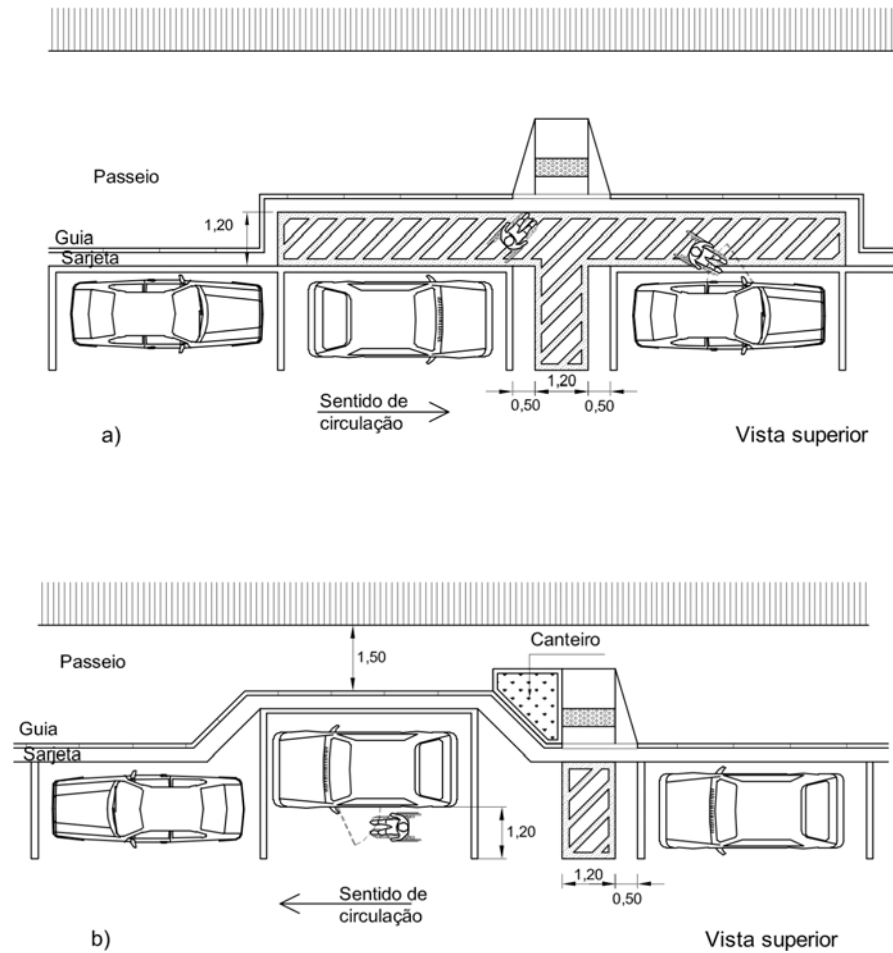 Passeio
1,20
Guia
Sarjeta
1,20
0,50
0,50
Sentido de
circulação
a)
Vista superior
Canteiro
Passeio
1,50
Guia
Sarjeta
1,20
1,20
0,50
Sentido de
circulação
b)
Vista superior